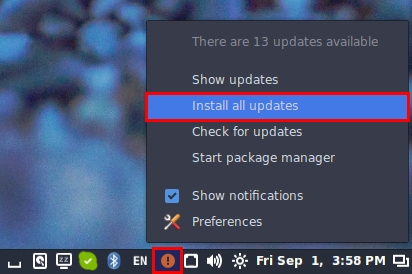 There are 13 updates available
Show updates
Install all updates
Check for updates
Start package manager
Show notifications
Preferences
zz EN ! Fri Sep 1, 3:58 PM